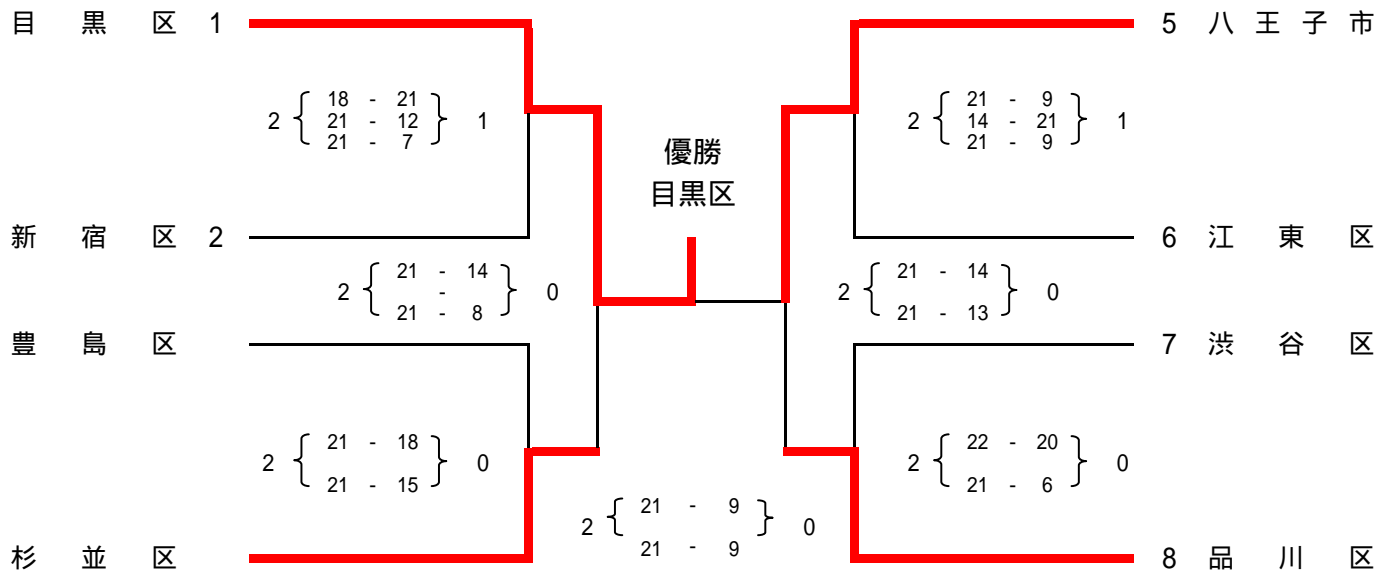 目黒区 1
5 八王子市
2 { 18 - 21 } 1
21 - 12
21 - 7
2 { 21 - 9 } 1
14 - 21
21 - 9
優勝
目黒区
新宿区 2
6 江東区
2 { 21 - 14 } 0
-
21 - 8
2 { 21 - 14 } 0
21 - 13
豊島区
7 渋谷区
2 { 21 - 18 } 0
21 - 15
2 { 22 - 20 } 0
21 - 6
2 { 21 - 9 } 0
21 - 9
杉並区
8 品川区